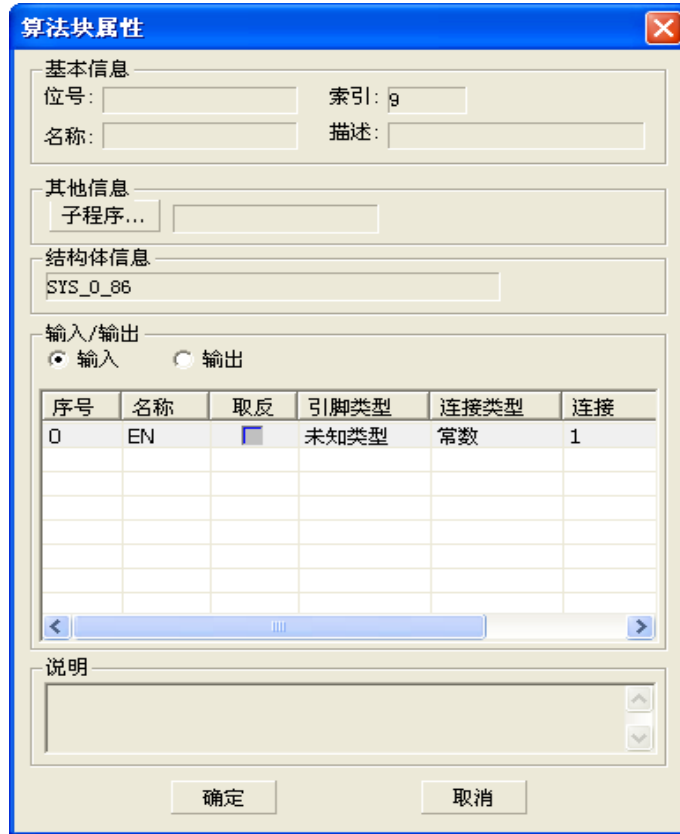 算法块属性
基本信息
位号: 索引: 9
名称: 描述:
其他信息
子程序...
结构体信息
SYS_0_86
输入/输出
输入 输出
序号 名称 取反 引脚类型 连接类型 连接
0 EN 未知类型 常数 1
说明
确定 取消